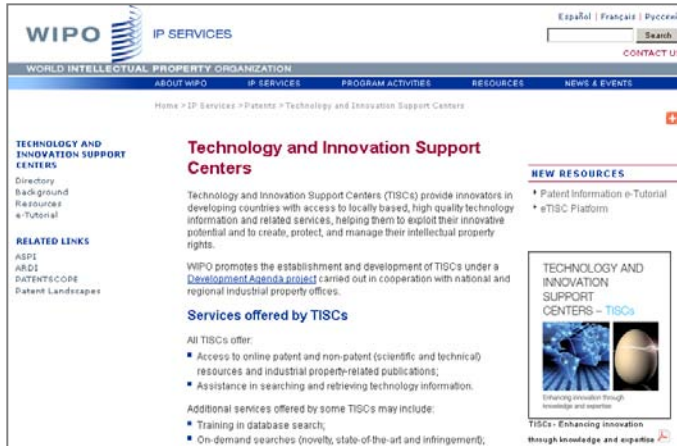 Español | Français | Русский
WIPO
IP SERVICES
Search
CONTACT US
WORLD INTELLECTUAL PROPERTY ORGANIZATION
ABOUT WIPO IP SERVICES PROGRAM ACTIVITIES RESOURCES NEWS & EVENTS
Home > IP Services > Patents > Technology and Innovation Support Centers
TECHNOLOGY AND
INNOVATION SUPPORT
CENTERS
Directory
Background
Resources
e-Tutorial
RELATED LINKS
ASPI
ARDI
PATENTSCOPE
Patent Landscapes
Technology and Innovation Support
Centers
Technology and Innovation Support Centers (TISCs) provide innovators in
developing countries with access to locally based, high quality technology
information and related services, helping them to exploit their innovative
potential and to create, protect, and manage their intellectual property
rights.
WIPO promotes the establishment and development of TISCs under a
Development Agenda project carried out in cooperation with national and
regional industrial property offices.
Services offered by TISCs
All TISCs offer:
Access to online patent and non-patent (scientific and technical)
resources and industrial property-related publications;
Assistance in searching and retrieving technology information.
Additional services offered by some TISCs may include:
Training in database search;
On-demand searches (novelty, state-of-the-art and infringement);
NEW RESOURCES
Patent Information e-Tutorial
eTISC Platform
TECHNOLOGY AND
INNOVATION
SUPPORT
CENTERS – TISCs
Enhancing innovation through
knowledge and expertise
TISCs - Enhancing innovation
through knowledge and expertise